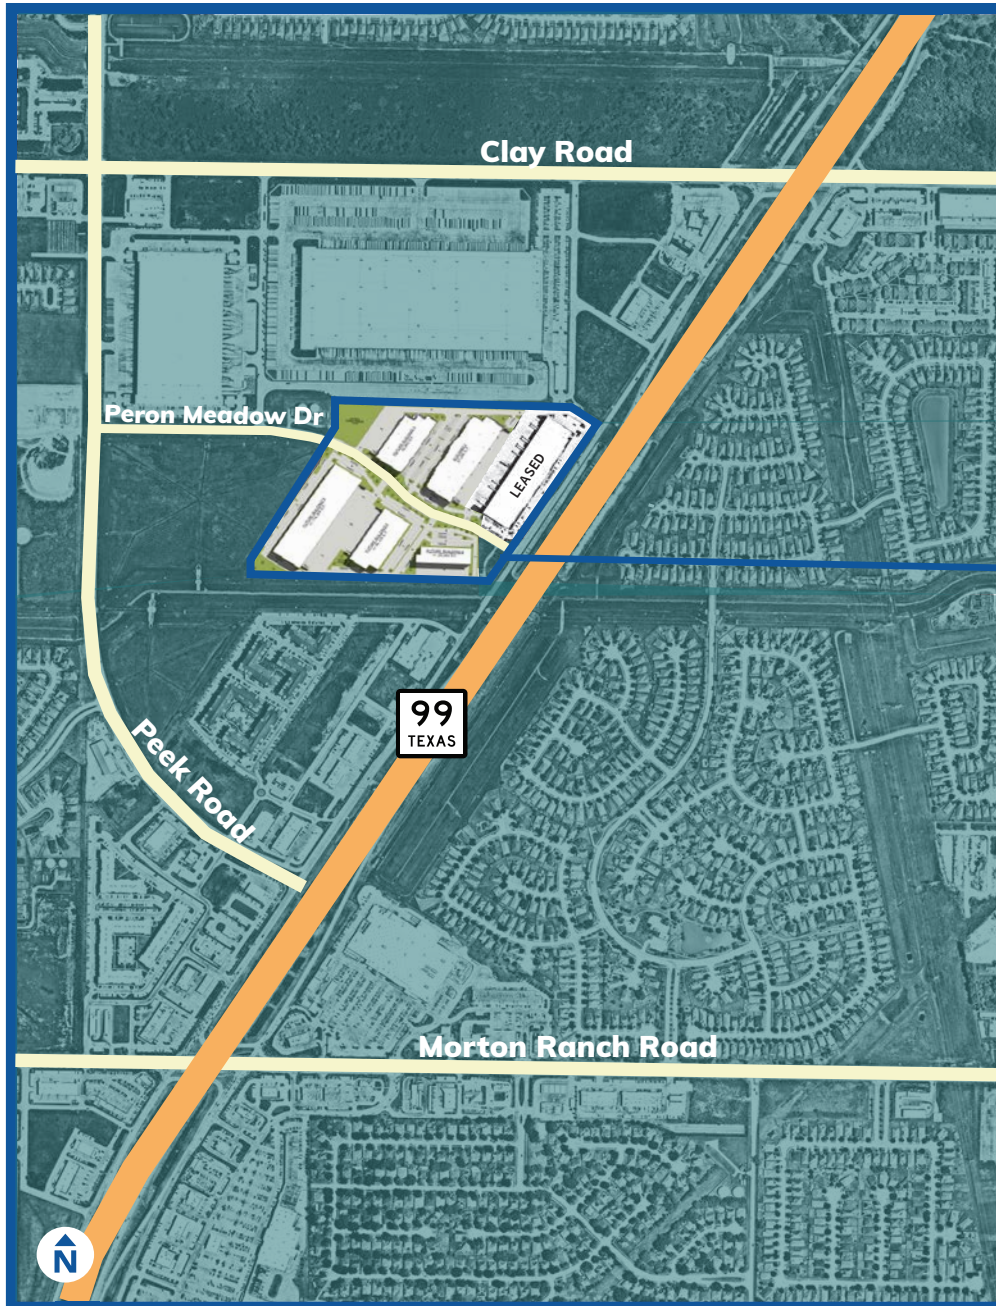 Clay Road
Peron Meadow Dr
LEASED
99
TEXAS
Peek Road
Morton Ranch Road
N